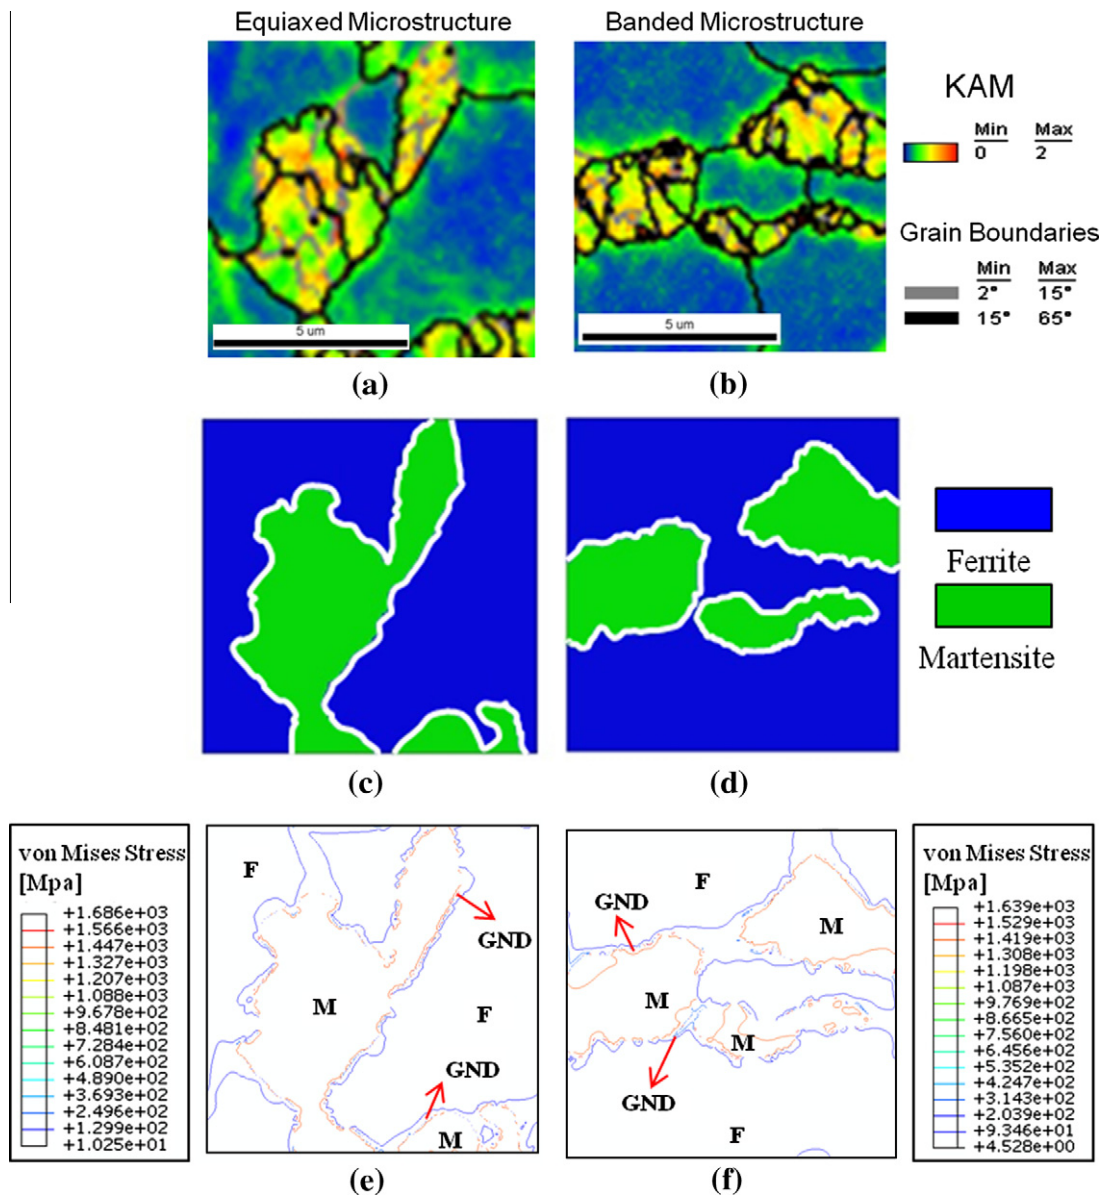 Equiaxed Microstructure
Banded Microstructure
KAM
Min Max
0 2
Grain Boundaries
Min Max
2° 15°
15° 65°
5 um
5 um
(a)
(b)
Ferrite
Martensite
(c)
(d)
von Mises Stress
[Mpa]
+1.686e+03
+1.566e+03
+1.447e+03
+1.327e+03
+1.207e+03
+1.088e+03
+9.678e+02
+8.481e+02
+7.284e+02
+6.087e+02
+4.890e+02
+3.693e+02
+2.496e+02
+1.299e+02
+1.025e+01
F
GND
M
F
GND
M
(e)
F
GND
M
M
M
GND
F
(f)
von Mises Stress
[Mpa]
+1.639e+03
+1.529e+03
+1.419e+03
+1.308e+03
+1.198e+03
+1.087e+03
+9.769e+02
+8.665e+02
+7.560e+02
+6.456e+02
+5.352e+02
+4.247e+02
+3.143e+02
+2.039e+02
+9.346e+01
+4.528e+00